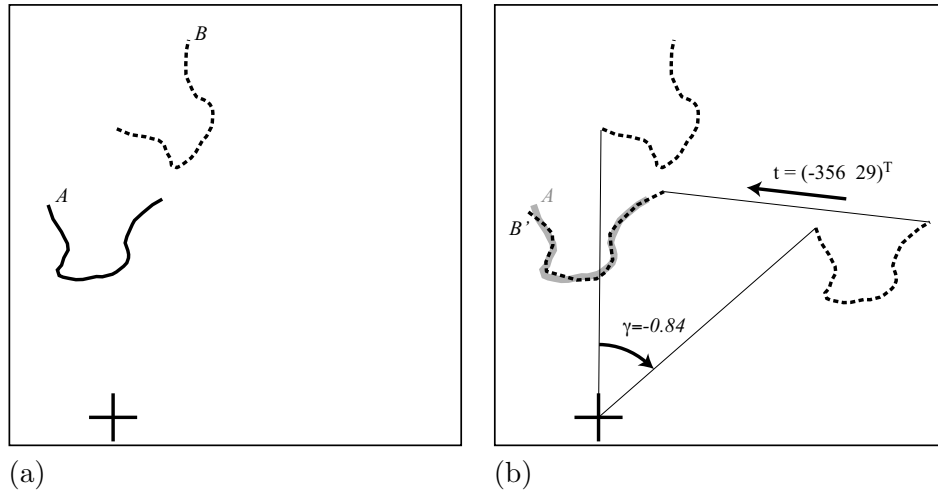 B
A
(a)
t = (-356 29)^T
A
B’
γ=-0.84
(b)